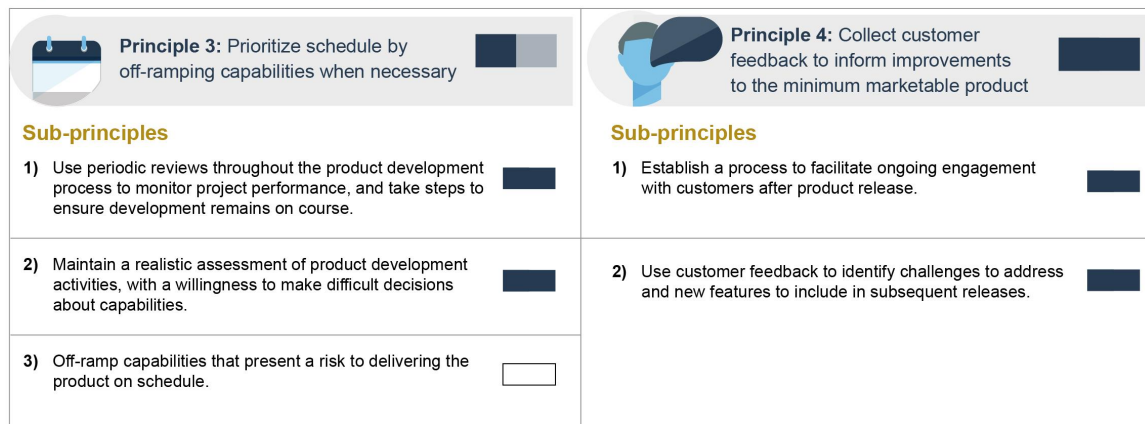 Principle 3: Prioritize schedule by
off-ramping capabilities when necessary
Sub-principles
1) Use periodic reviews throughout the product development
process to monitor project performance, and take steps to
ensure development remains on course.
2) Maintain a realistic assessment of product development
activities, with a willingness to make difficult decisions
about capabilities.
3) Off-ramp capabilities that present a risk to delivering the
product on schedule.
Principle 4: Collect customer
feedback to inform improvements
to the minimum marketable product
Sub-principles
1) Establish a process to facilitate ongoing engagement
with customers after product release.
2) Use customer feedback to identify challenges to address
and new features to include in subsequent releases.